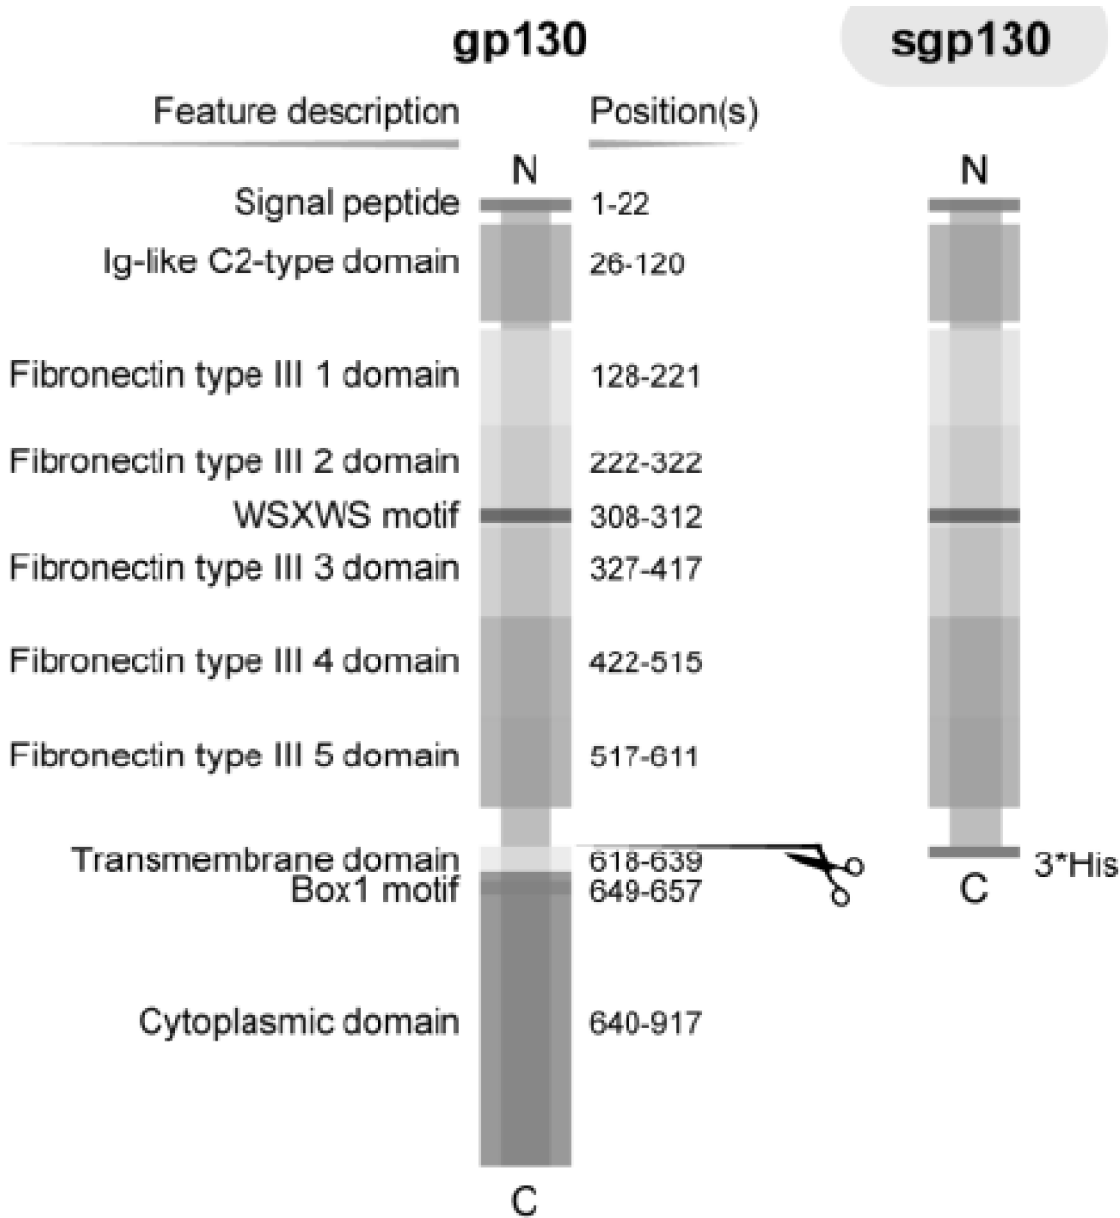 gp130 sgp130
Feature description Position(s)
N N
Signal peptide 1-22
Ig-like C2-type domain 26-120
Fibronectin type III 1 domain 128-221
Fibronectin type III 2 domain 222-322
WSXWS motif 308-312
Fibronectin type III 3 domain 327-417
Fibronectin type III 4 domain 422-515
Fibronectin type III 5 domain 517-611
Transmembrane domain 618-639 3*His
Box1 motif 649-657 C
Cytoplasmic domain 640-917
C